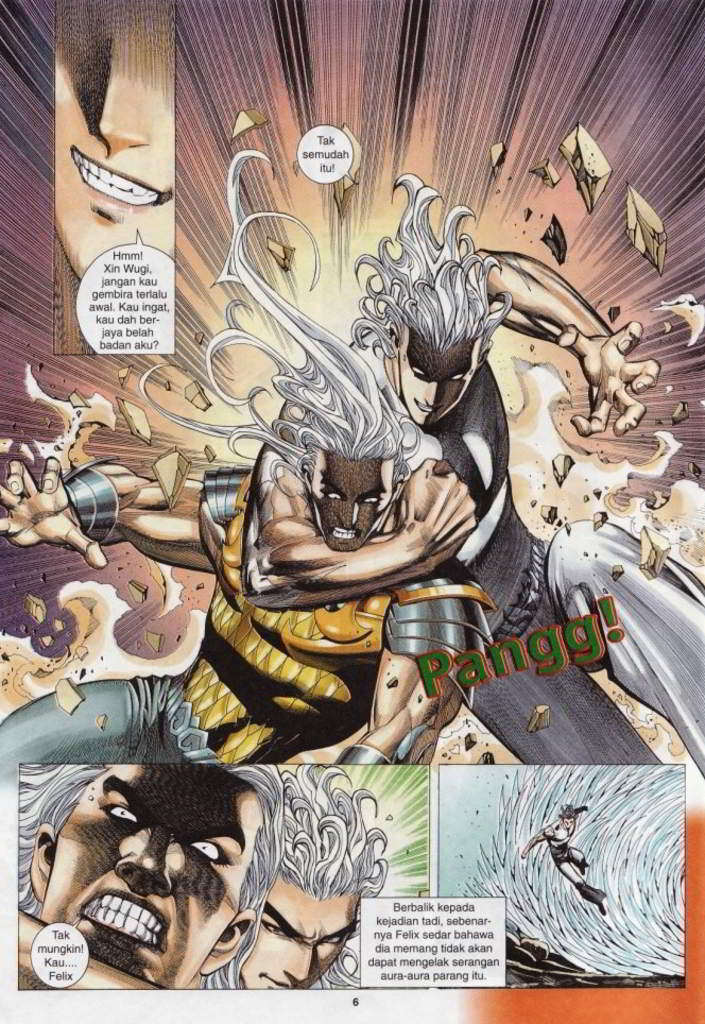 Hmm!
Xin Wugi,
jangan kau
gembira terlalu
awal. Kau ingat,
kau dah ber-
jaya belah
badan aku?
Tak
semudah
itu!
Pangg!
Tak
mungkin!
Kau....
Felix
Berbalik kepada
kejadian tadi, sebenar-
nya Felix sedar bahawa
dia memang tidak akan
dapat mengelak serangan
aura-aura parang itu.
6